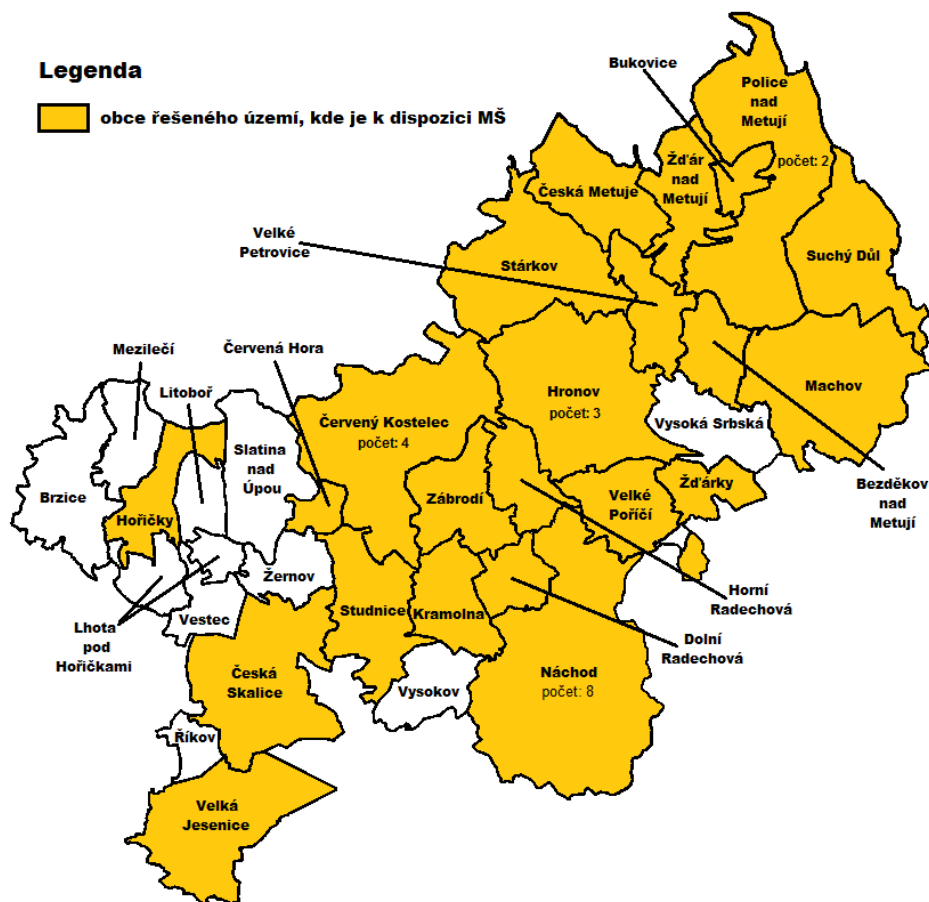 Legenda
obce řešeného území, kde je k dispozici MŠ
Bukovice
Police
nad
Metují
počet: 2
Žďár
nad
Metují
Česká Metuje
Velké
Petrovice
Stárkov
Suchý Důl
Mezilečí
Červená Hora
Litoboř
Hronov
počet: 3
Machov
Červený Kostelec
počet: 4
Vysoká Srbská
Slatina
nad
Úpou
Brzice
Zábrodí
Velké
Poříčí
Žďárky
Bezděkov
nad
Metují
Hořičky
Žernov
Horní
Radechová
Studnice
Kramolna
Vestec
Lhota
pod
Hořičkami
Dolní
Radechová
Česká
Skalice
Vysokov
Náchod
počet: 8
Říkov
Velká
Jesenice